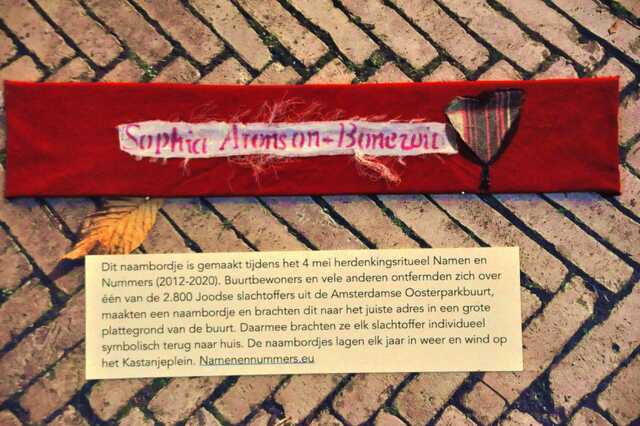 Sophia Aronson-Bonewit
Dit naambordje is gemaakt tijdens het 4 mei herdenkingsritueel Namen en
Nummers (2012-2020). Buurtbewoners en vele anderen ontfermden zich over
één van de 2.800 Joodse slachtoffers uit de Amsterdamse Oosterparkbuurt,
maakten een naambordje en brachten dit naar het juiste adres in een grote
plattegrond van de buurt. Daarmee brachten ze elk slachtoffer individueel
symbolisch terug naar huis. De naambordjes lagen elk jaar in weer en wind op
het Kastanjeplein. Namenennummers.eu